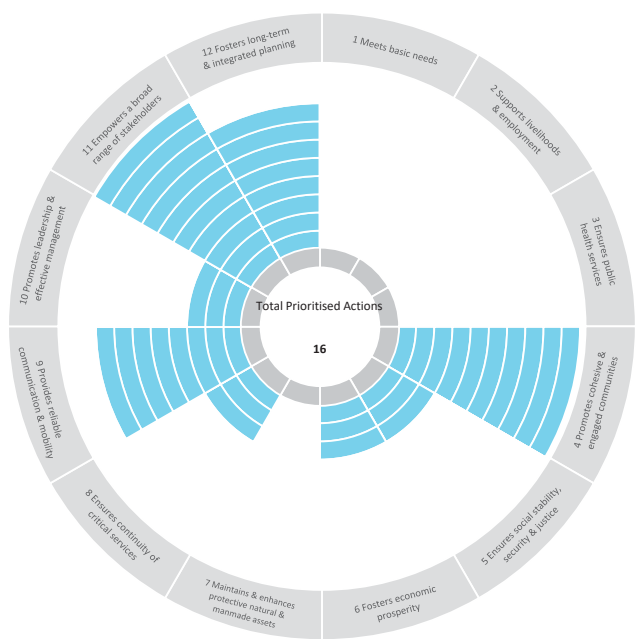 12 Fosters long-term
& integrated planning
1 Meets basic needs
2 Supports livelihoods
& employment
3 Ensures public
health services
4 Promotes cohesive &
engaged communities
5 Ensures social stability,
security & justice
6 Fosters economic
prosperity
7 Maintains & enhances
protective natural &
manmade assets
8 Ensures continuity of
critical services
9 Provides reliable
communication & mobility
10 Promotes leadership &
effective management
11 Empowers a broad
range of stakeholders
Total Prioritised Actions
16